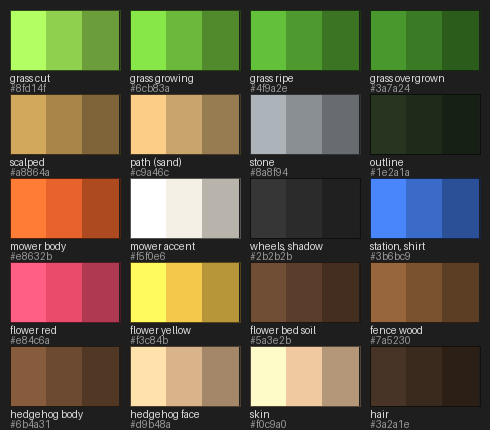 grass cut
#8fd14f
grass growing
#6cb83a
grass ripe
#4f9a2e
grass overgrown
#3a7a24
scalped
#a8864a
path (sand)
#c9a46c
stone
#8a8f94
outline
#1e2a1a
mower body
#e8632b
mower accent
#f5f0e6
wheels, shadow
#2b2b2b
station, shirt
#3b6bc9
flower red
#e84c6a
flower yellow
#f3c84b
flower bed soil
#5a3e2b
fence wood
#7a5230
hedgehog body
#6b4a31
hedgehog face
#d9b48a
skin
#f0c9a0
hair
#3a2a1e